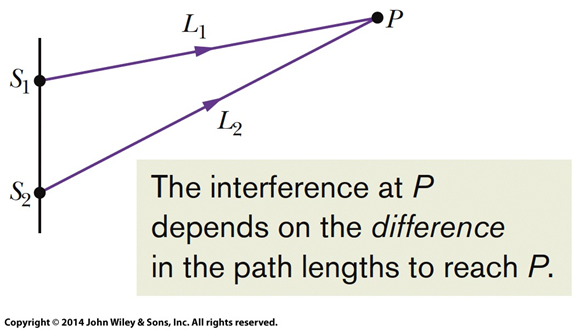 L₁
P
S₁
L₂
S₂
The interference at P
depends on the difference
in the path lengths to reach P.
Copyright © 2014 John Wiley & Sons, Inc. All rights reserved.